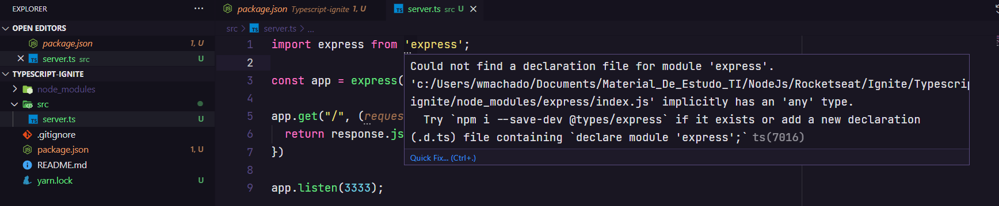 EXPLORER ···
OPEN EDITORS
JS package.json 1, U
TS server.ts src U
TYPESCRIPT-IGNITE
node_modules
src
TS server.ts U
.gitignore
JS package.json 1, U
README.md
yarn.lock U
JS package.json Typescript-ignite 1, U
TS server.ts src U
src > TS server.ts > ...
1 import express from 'express';
2
3 const app = express(
4
5 app.get("/", (reques
6 return response.js
7 })
8
9 app.listen(3333);
Could not find a declaration file for module 'express'.
'c:/Users/wmachado/Documents/Material_De_Estudo_TI/NodeJs/Rocketseat/Ignite/Typescrip
ignite/node_modules/express/index.js' implicitly has an 'any' type.
Try `npm i --save-dev @types/express` if it exists or add a new declaration
(.d.ts) file containing `declare module 'express';` ts(7016)
Quick Fix... (Ctrl+.)